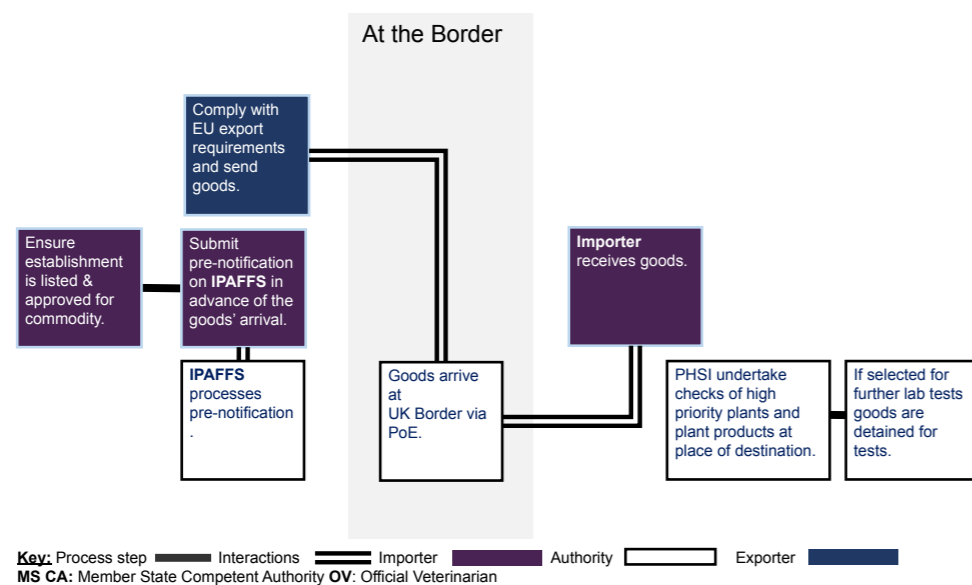 At the Border
Comply with
EU export
requirements
and send
goods.
Ensure
establishment
is listed &
approved for
commodity.
Submit
pre-notification
on IPAFFS in
advance of the
goods' arrival.
Importer
receives goods.
IPAFFS
processes
pre-notification
.
Goods arrive
at
UK Border via
PoE.
PHSI undertake
checks of high
priority plants and
plant products at
place of destination.
If selected for
further lab tests
goods are
detained for
tests.
Key: Process step Interactions Importer Authority Exporter
MS CA: Member State Competent Authority OV: Official Veterinarian